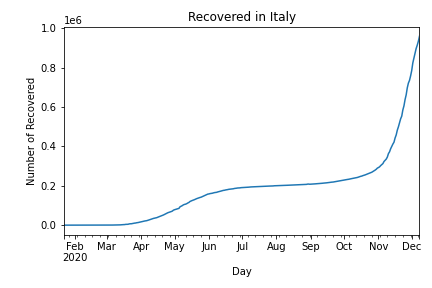 Recovered in Italy
1e6
1.0
0.8
0.6
0.4
0.2
0.0
Number of Recovered
Feb Mar Apr May Jun Jul Aug Sep Oct Nov Dec
2020
Day